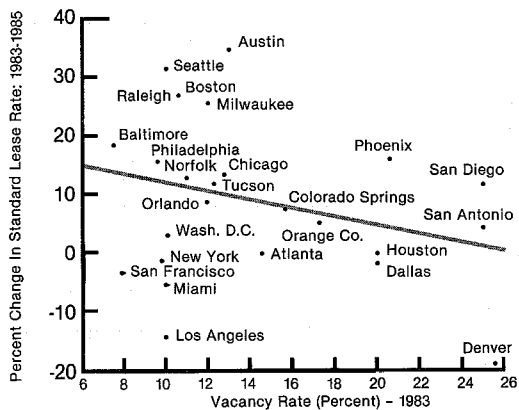 Percent Change In Standard Lease Rate: 1983-1985
40
30
20
10
0
-10
-20
Austin
Seattle
Boston
Raleigh
Milwaukee
Baltimore
Philadelphia
Phoenix
Norfolk
Chicago
San Diego
Tucson
Orlando
Colorado Springs
San Antonio
Wash. D.C.
Orange Co.
New York
Atlanta
Houston
San Francisco
Dallas
Miami
Los Angeles
Denver
6 8 10 12 14 16 18 20 22 24 26
Vacancy Rate (Percent) - 1983